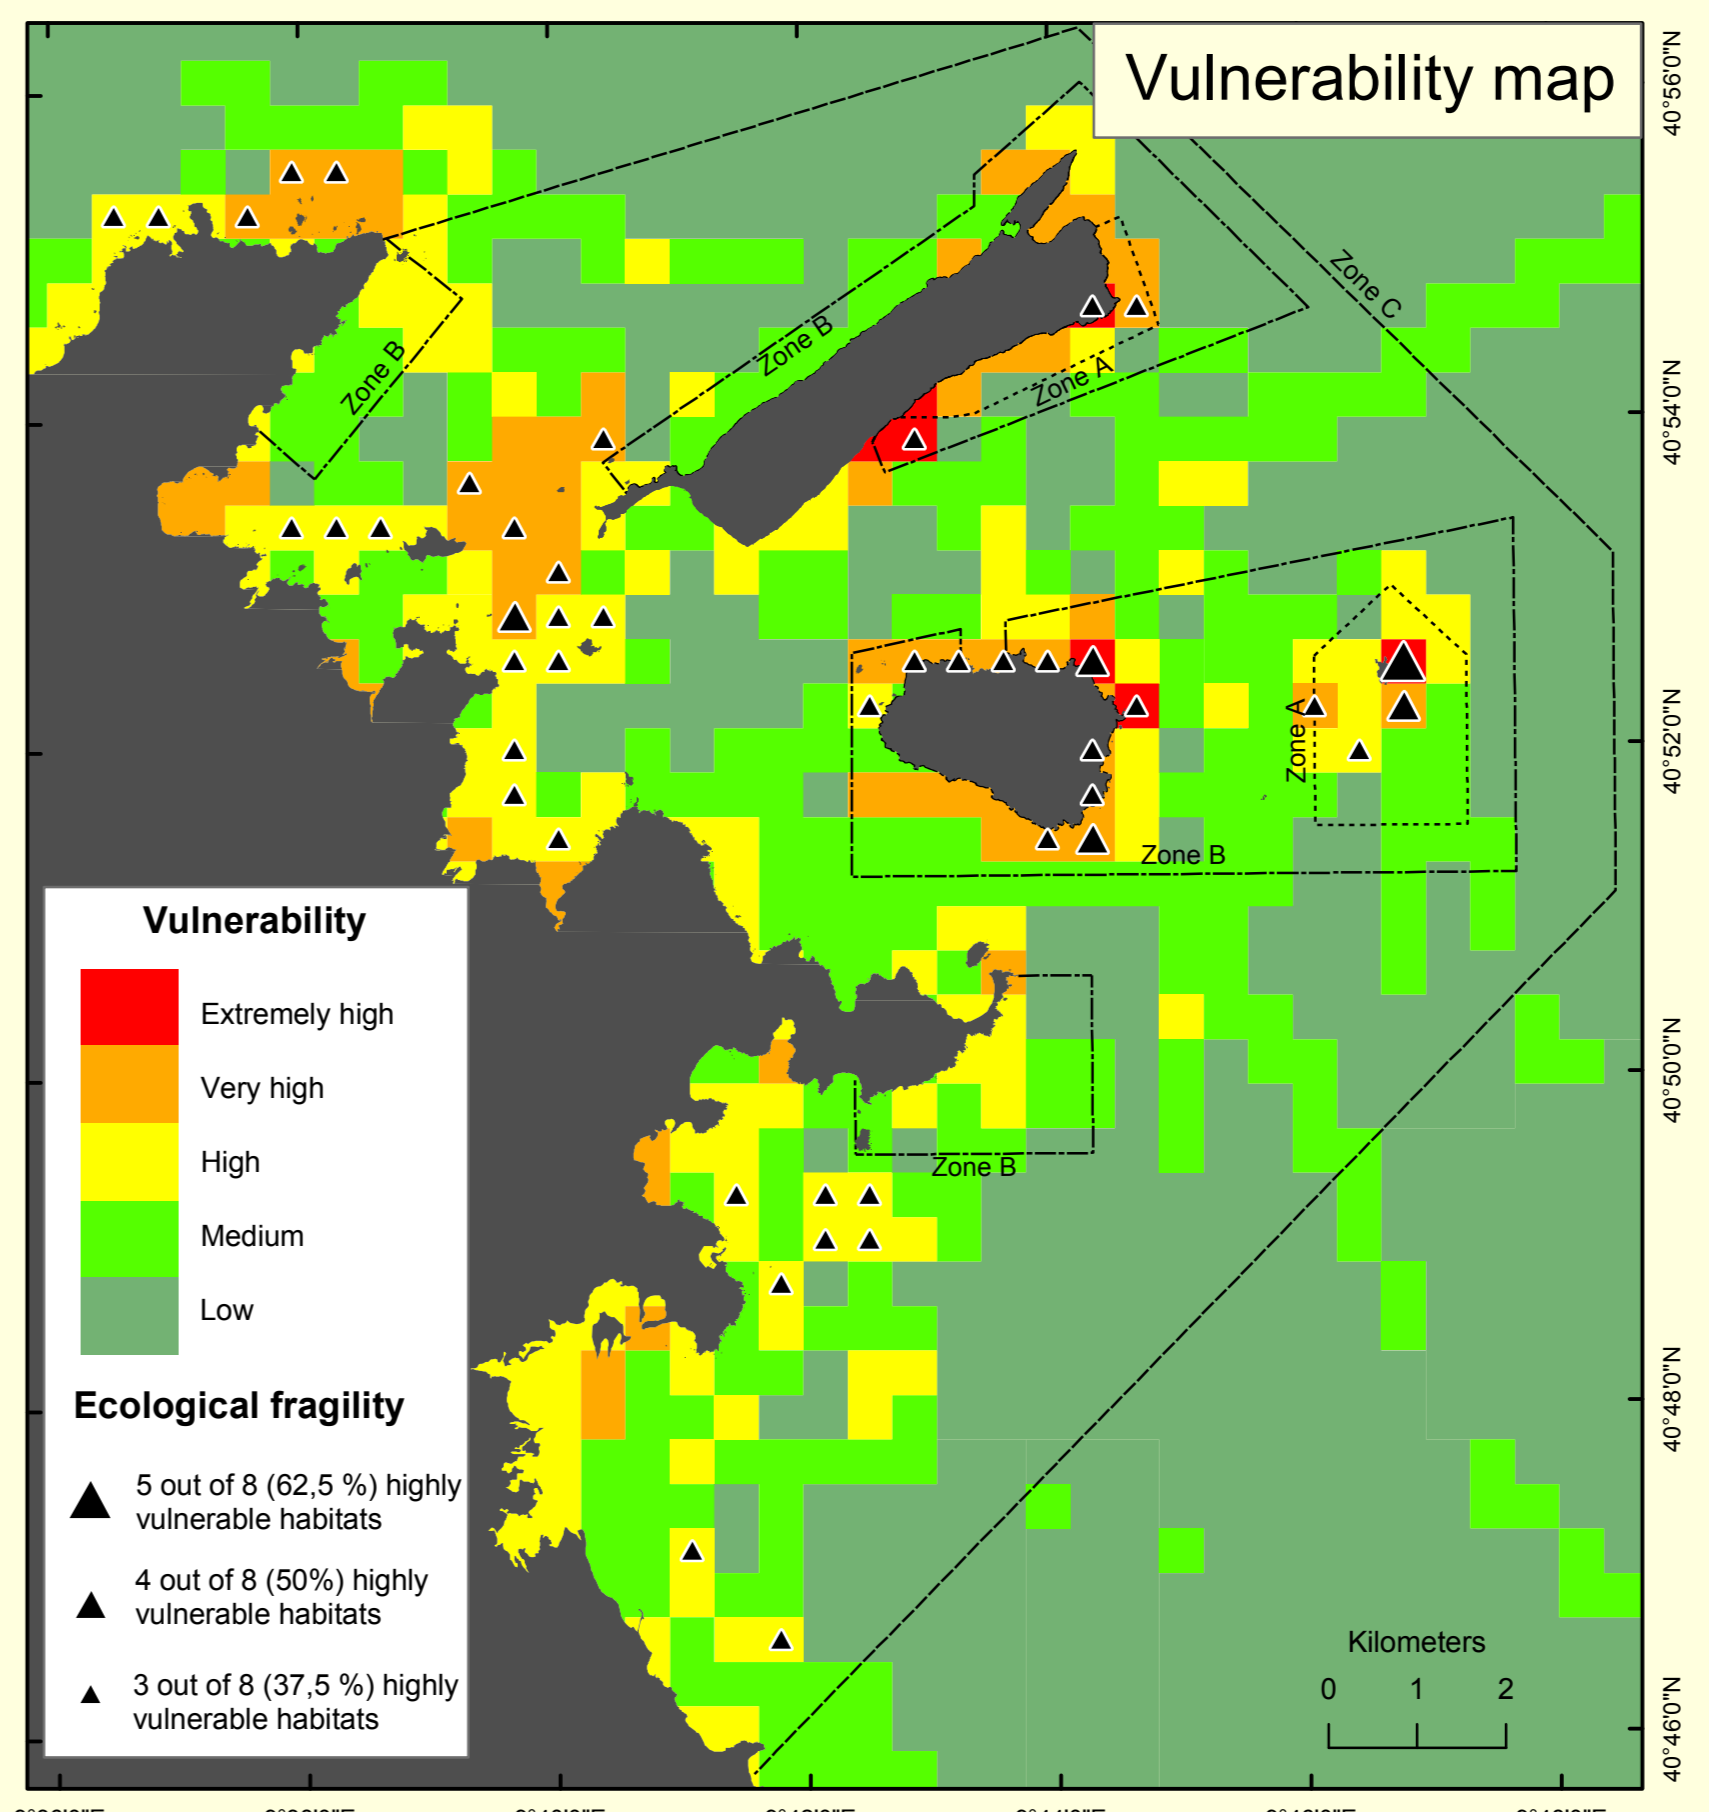 Vulnerability map
40°56'0"N
Zone C
Zone B
Zone B
Zone A
40°54'0"N
Zone A
40°52'0"N
Zone B
Vulnerability
Extremely high
Very high
High
Medium
Low
40°50'0"N
Zone B
Ecological fragility
5 out of 8 (62,5 %) highly
vulnerable habitats
4 out of 8 (50%) highly
vulnerable habitats
3 out of 8 (37,5 %) highly
vulnerable habitats
40°48'0"N
Kilometers
0 1 2
40°46'0"N